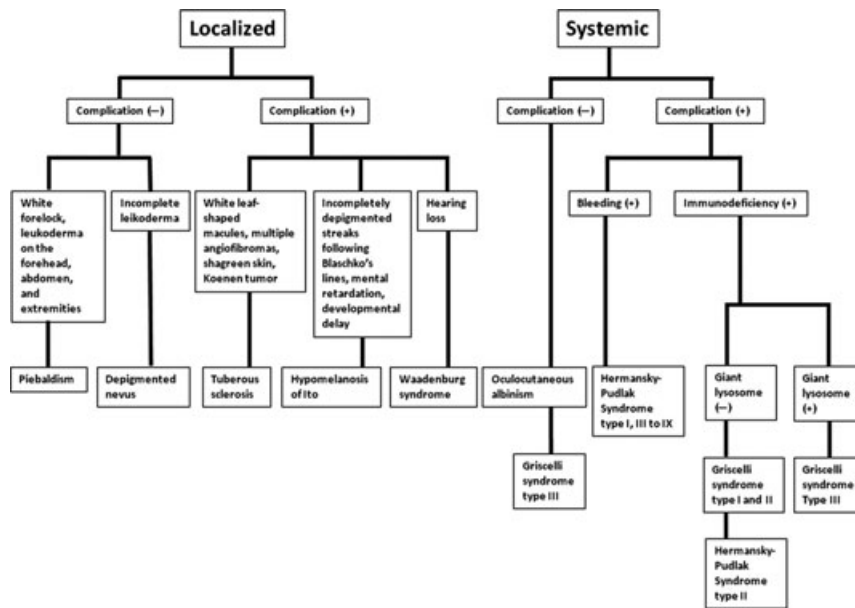 Localized
Systemic
Complication (—)
Complication (+)
Complication (—)
Complication (+)
White
forelock,
leukoderma
on the
forehead,
abdomen,
and
extremities
Incomplete
leikoderma
White leaf-
shaped
macules, multiple
angiofibromas,
shagreen skin,
Koenen tumor
Incompletely
depigmented
streaks
following
Blaschko's
lines, mental
retardation,
developmental
delay
Hearing
loss
Bleeding (+)
Immunodeficiency (+)
Piebaldism
Depigmented
nevus
Tuberous
sclerosis
Hypomelanosis
of Ito
Waadenburg
syndrome
Oculocutaneous
albinism
Hermansky-
Pudlak
Syndrome
type I, III to IX
Giant
lysosome
(—)
Giant
lysosome
(+)
Griscelli
syndrome
type III
Griscelli
syndrome
type I and II
Griscelli
syndrome
Type III
Hermansky-
Pudlak
Syndrome
type II